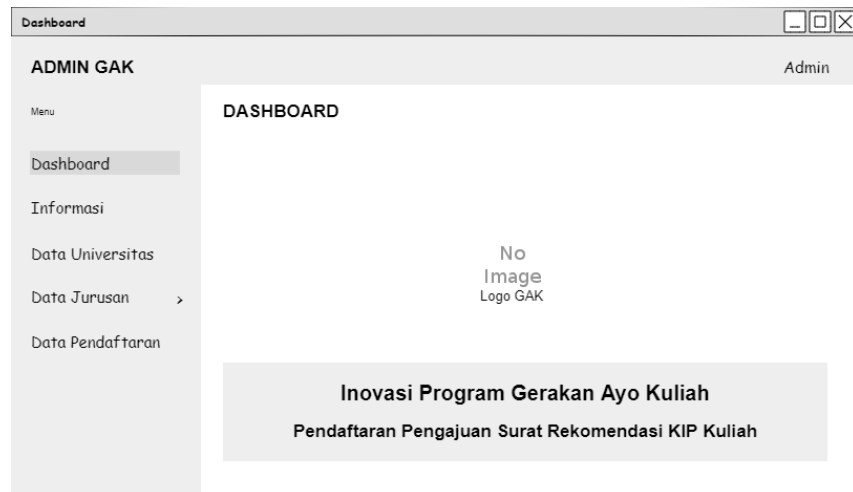 Dashboard
ADMIN GAK
Admin
Menu
DASHBOARD
Dashboard
Informasi
Data Universitas
Data Jurusan >
Data Pendaftaran
No
Image
Logo GAK
Inovasi Program Gerakan Ayo Kuliah
Pendaftaran Pengajuan Surat Rekomendasi KIP Kuliah